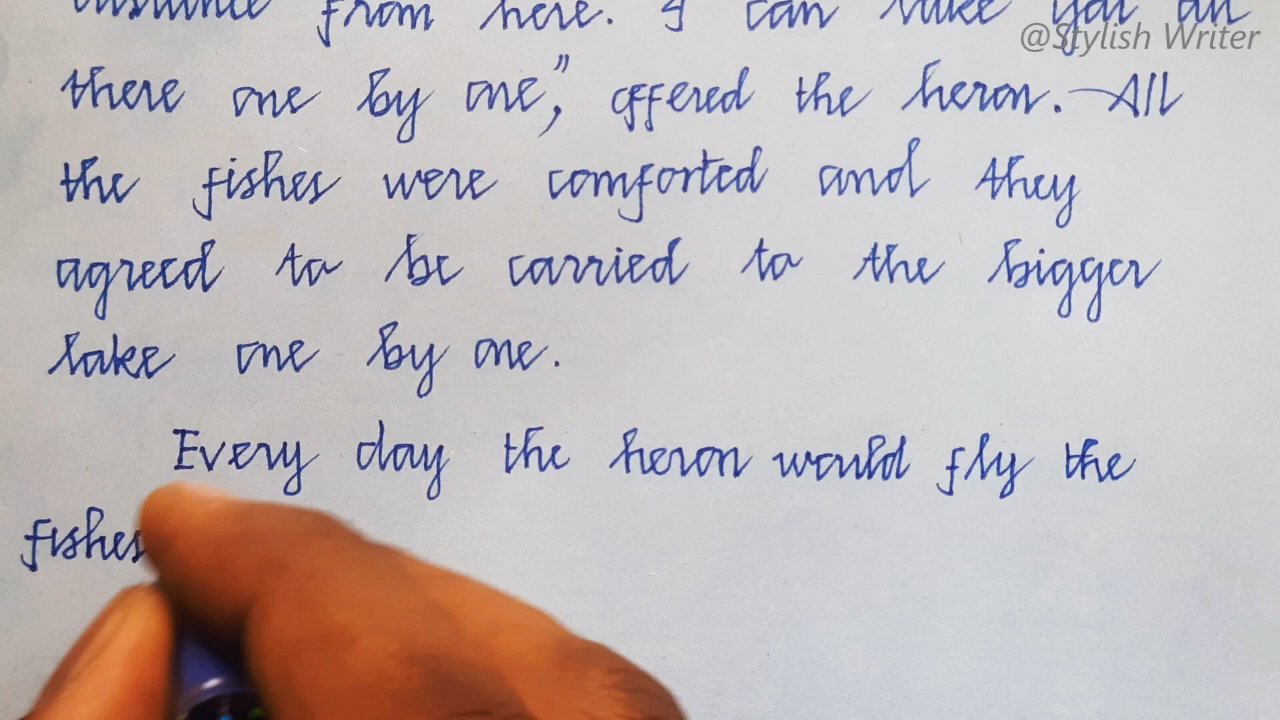 distance from here. I can take you all
@Stylish Writer
there one by one", offered the heron. All
the fishes were comforted and they
agreed to be carried to the bigger
lake one by one.
Every day the heron would fly the
fishes